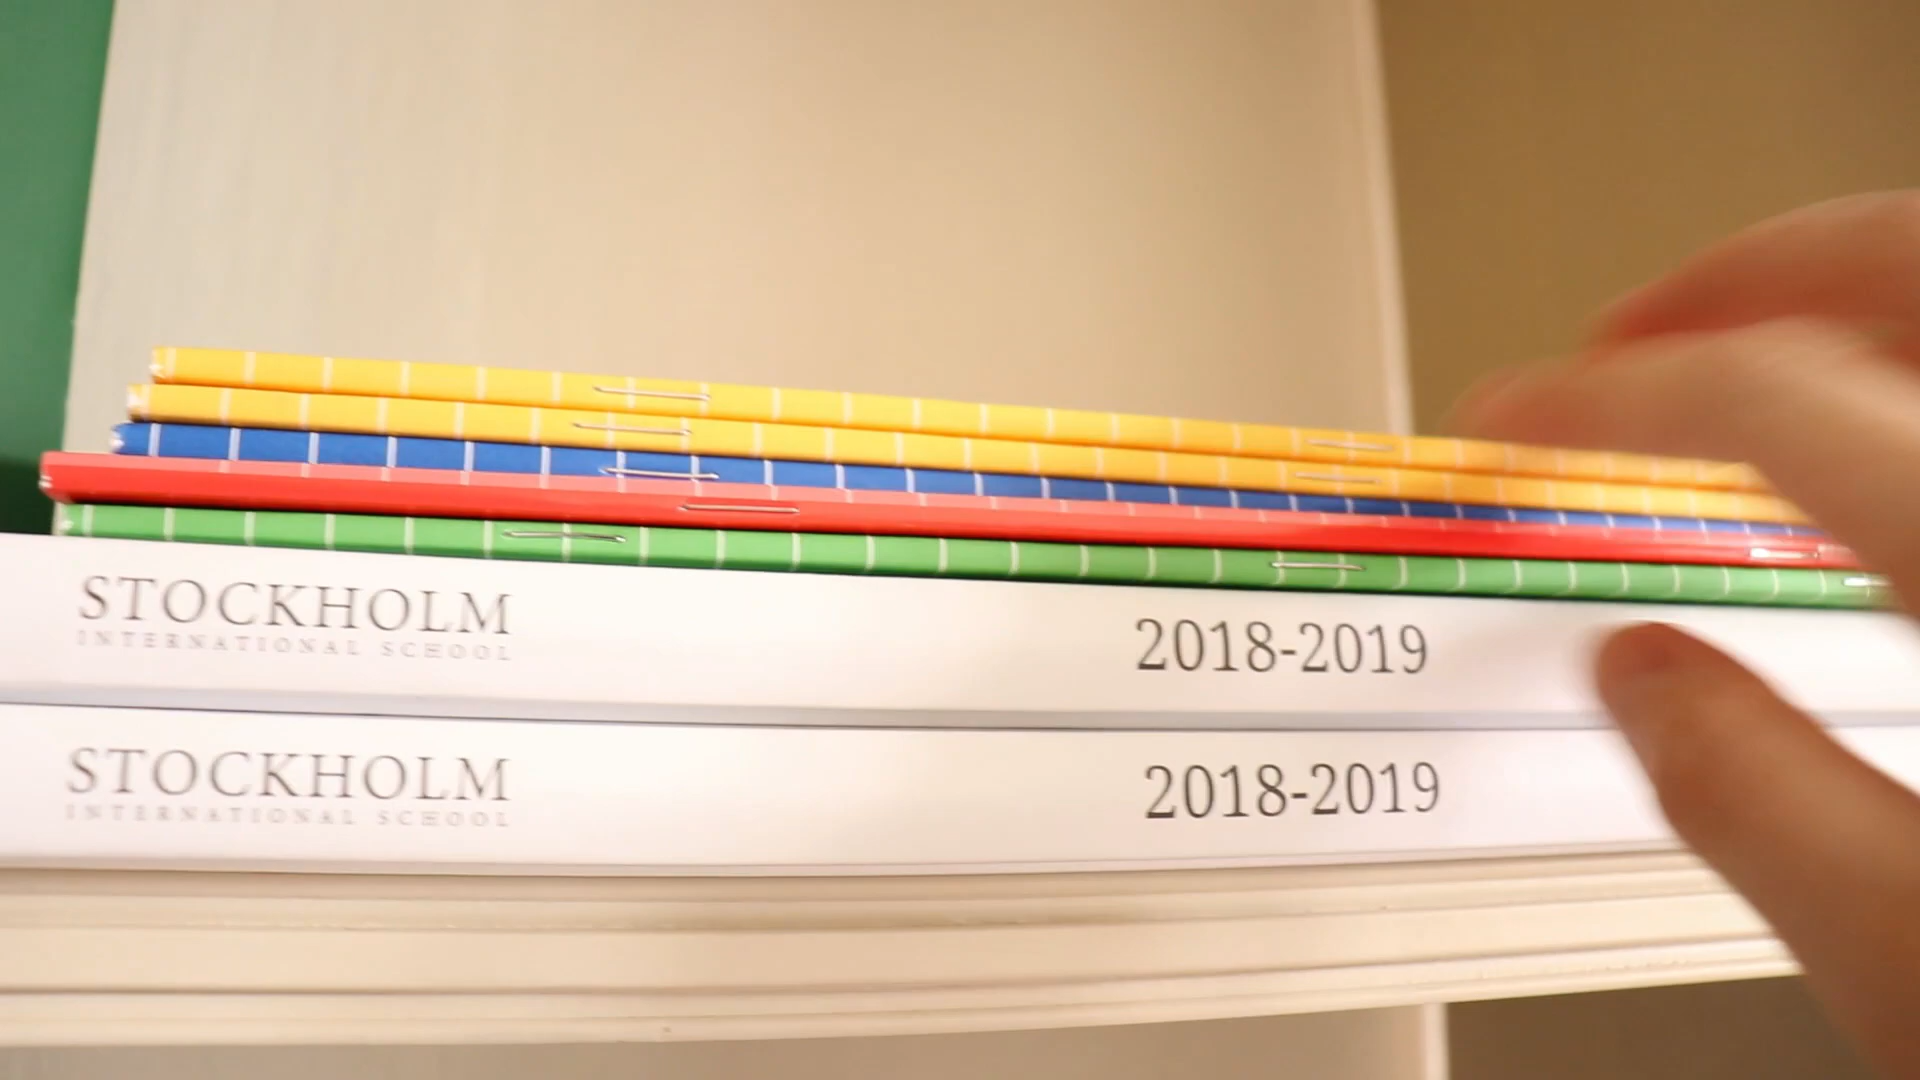 STOCKHOLM
INTERNATIONAL SCHOOL
2018-2019
STOCKHOLM
INTERNATIONAL SCHOOL
2018-2019